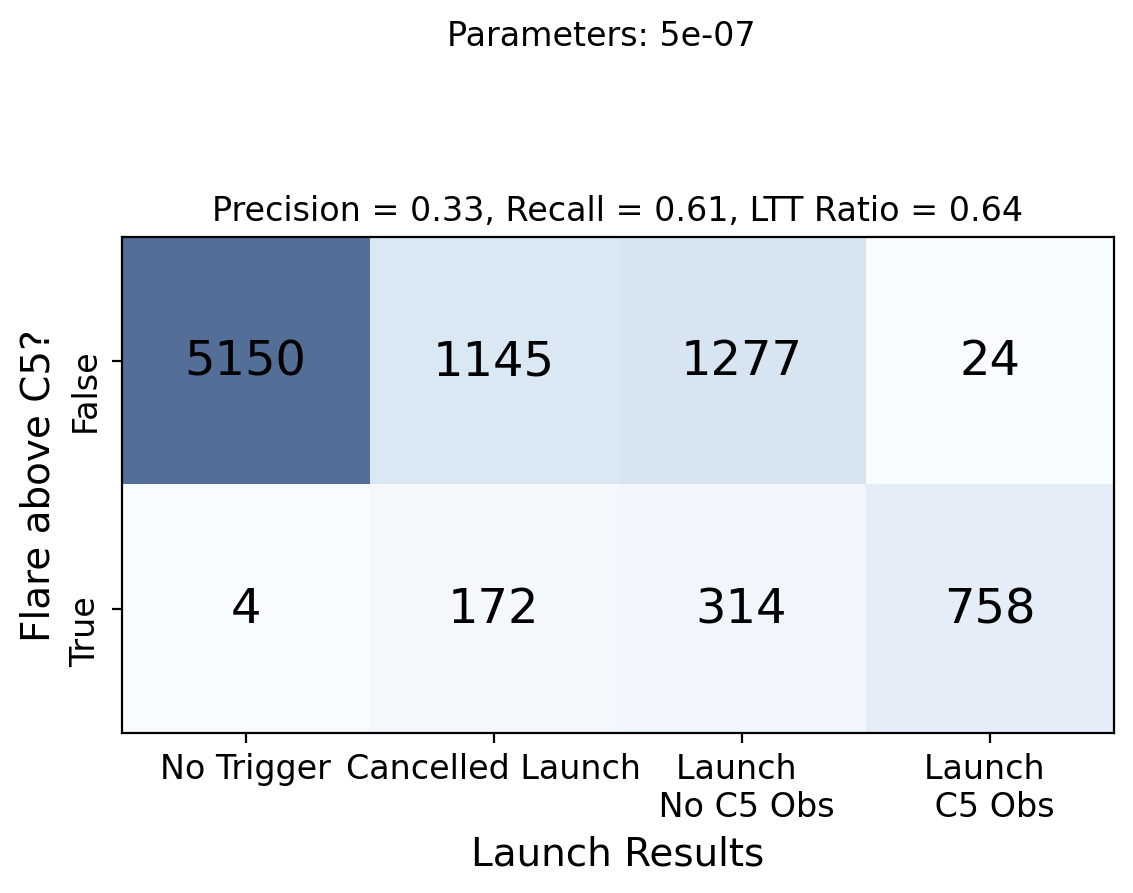 Parameters: 5e-07
Precision = 0.33, Recall = 0.61, LTT Ratio = 0.64
Flare above C5?
False
5150 1145 1277 24
True
4 172 314 758
No Trigger Cancelled Launch Launch Launch
No C5 Obs C5 Obs
Launch Results